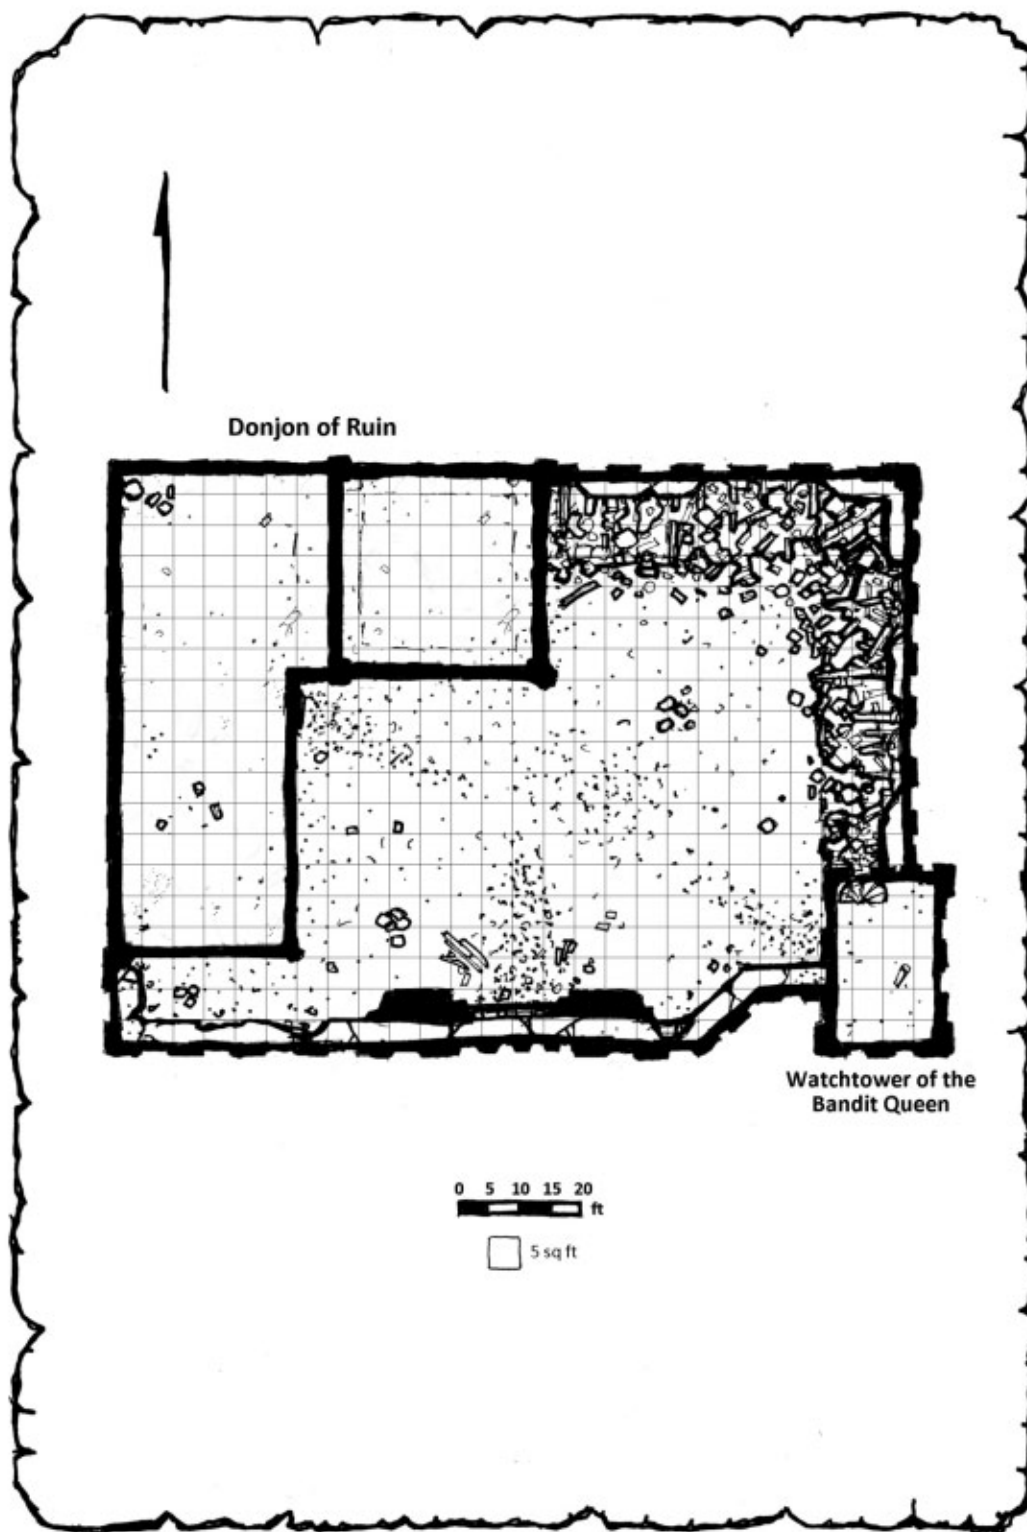 Donjon of Ruin
Watchtower of the
Bandit Queen
0 5 10 15 20
ft
5 sq ft